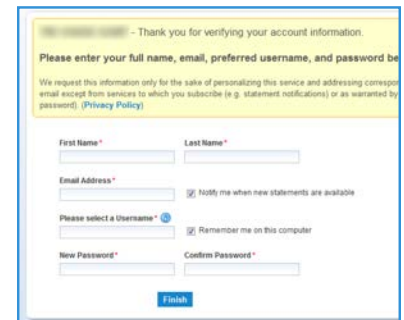 - Thank you for verifying your account information.
Please enter your full name, email, preferred username, and password be
We request this information only for the sake of personalizing this service and addressing correspor
email except from services to which you subscribe (e.g. statement notifications) or as warranted by
password). (Privacy Policy)
First Name* Last Name*
Email Address*
Notify me when new statements are available
Please select a Username*
Remember me on this computer
New Password* Confirm Password*
Finish